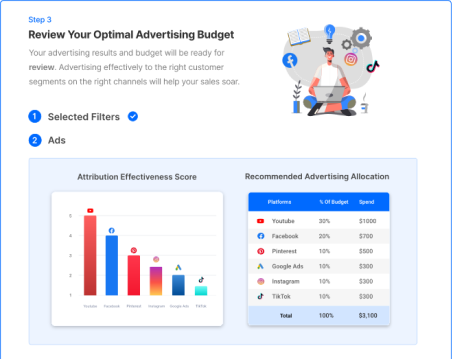 Step 3
Review Your Optimal Advertising Budget
Your advertising results and budget will be ready for
review. Advertising effectively to the right customer
segments on the right channels will help your sales soar.
1 Selected Filters
2 Ads
Attribution Effectiveness Score
5
4
3
2
1
Youtube Facebook Pinterest Instagram Google Ads TikTok
Recommended Advertising Allocation
Platforms % Of Budget Spend
Youtube 30% $1000
Facebook 20% $700
Pinterest 10% $500
Google Ads 10% $300
Instagram 10% $300
TikTok 10% $300
Total 100% $3,100